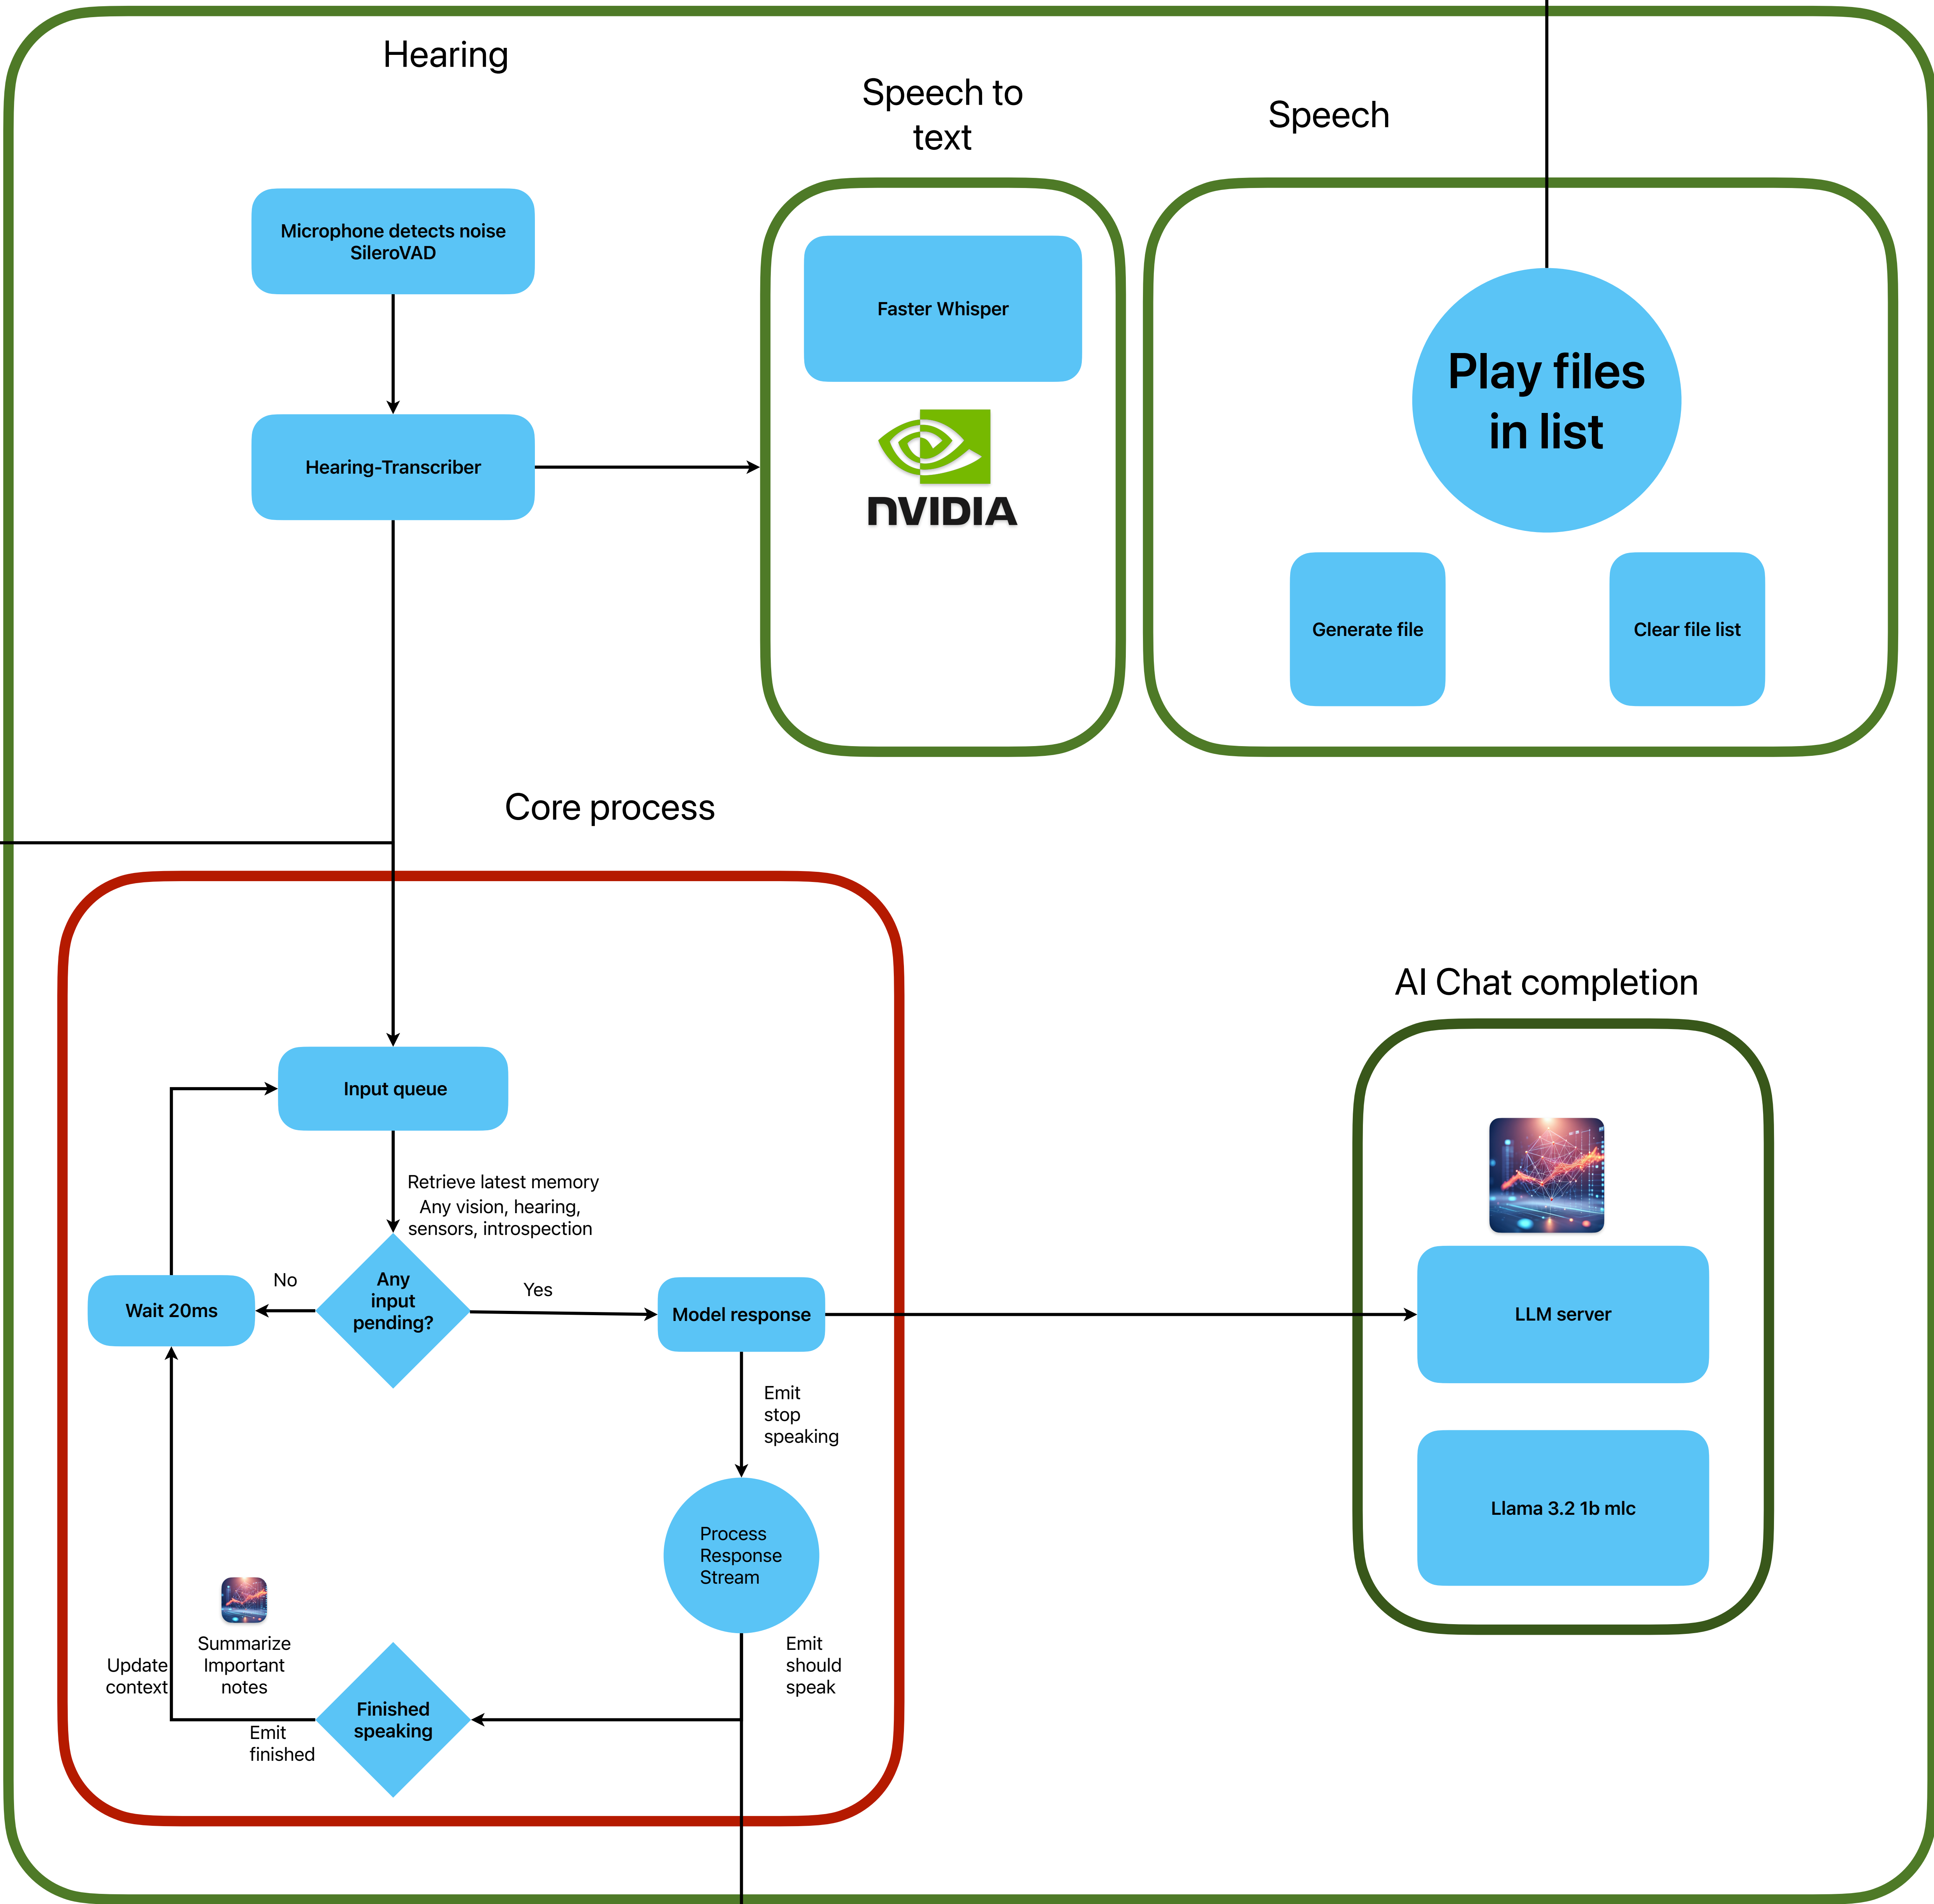 Hearing
Speech to
text
Speech
Microphone detects noise
SileroVAD
Faster Whisper
Play files
in list
Hearing-Transcriber
NVIDIA
Generate file
Clear file list
Core process
AI Chat completion
Input queue
Retrieve latest memory
Any vision, hearing,
sensors, introspection
No
Any
input
pending?
Yes
Wait 20ms
Model response
LLM server
Emit
stop
speaking
Llama 3.2 1b mlc
Process
Response
Stream
Summarize
Important
notes
Update
context
Emit
should
speak
Finished
speaking
Emit
finished